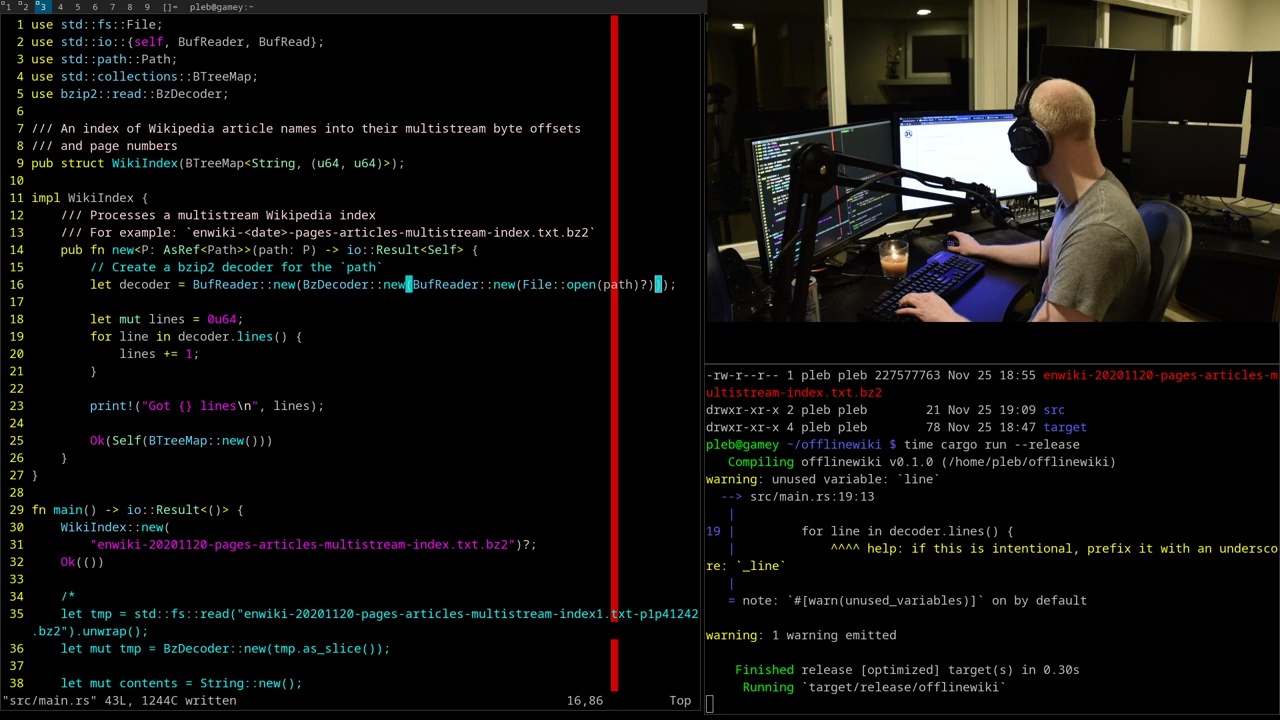 1 2 3 4 5 6 7 8 9 []= pleb@gamey:~
1 use std::fs::File;
2 use std::io::{self, BufReader, BufRead};
3 use std::path::Path;
4 use std::collections::BTreeMap;
5 use bzip2::read::BzDecoder;
6
7 /// An index of Wikipedia article names into their multistream byte offsets
8 /// and page numbers
9 pub struct WikiIndex(BTreeMap<String, (u64, u64)>);
10
11 impl WikiIndex {
12     /// Processes a multistream Wikipedia index
13     /// For example: `enwiki-<date>-pages-articles-multistream-index.txt.bz2`
14     pub fn new<P: AsRef<Path>>(path: P) -> io::Result<Self> {
15         // Create a bzip2 decoder for the `path`
16         let decoder = BufReader::new(BzDecoder::new(BufReader::new(File::open(path)?)));
17
18         let mut lines = 0u64;
19         for line in decoder.lines() {
20             lines += 1;
21         }
22
23         print!("Got {} lines\n", lines);
24
25         Ok(Self(BTreeMap::new()))
26     }
27 }
28
29 fn main() -> io::Result<()> {
30     WikiIndex::new(
31         "enwiki-20201120-pages-articles-multistream-index.txt.bz2")?;
32     Ok(())
33
34     /*
35     let tmp = std::fs::read("enwiki-20201120-pages-articles-multistream-index1.txt-p1p41242
.bz2").unwrap();
36     let mut tmp = BzDecoder::new(tmp.as_slice());
37
38     let mut contents = String::new();
"src/main.rs" 43L, 1244C written 16,86 Top
-rw-r--r-- 1 pleb pleb 227577763 Nov 25 18:55 enwiki-20201120-pages-articles-m
ultistream-index.txt.bz2
drwxr-xr-x 2 pleb pleb        21 Nov 25 19:09 src
drwxr-xr-x 4 pleb pleb        78 Nov 25 18:47 target
pleb@gamey ~/offlinewiki $ time cargo run --release
   Compiling offlinewiki v0.1.0 (/home/pleb/offlinewiki)
warning: unused variable: `line`
  --> src/main.rs:19:13
   |
19 |         for line in decoder.lines() {
   |             ^^^^ help: if this is intentional, prefix it with an undersco
re: `_line`
   |
   = note: `#[warn(unused_variables)]` on by default
warning: 1 warning emitted
    Finished release [optimized] target(s) in 0.30s
     Running `target/release/offlinewiki`